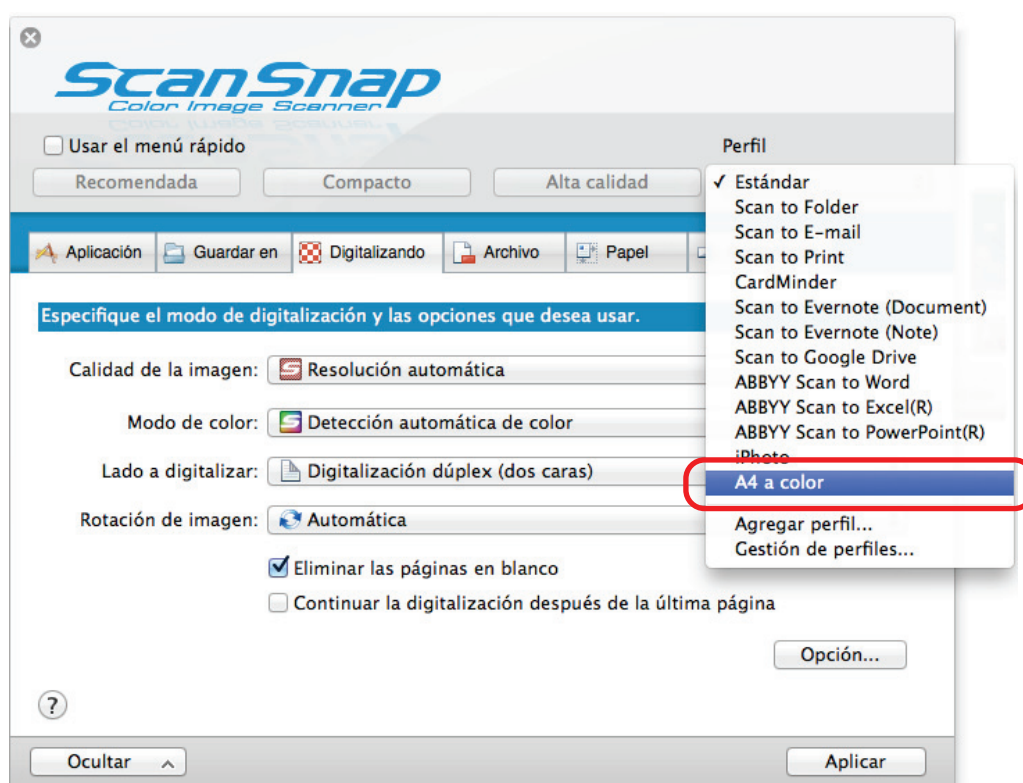 ScanSnap
Color Image Scanner
Usar el menú rápido
Perfil
Recomendada
Compacto
Alta calidad
✓ Estándar
Scan to Folder
Scan to E-mail
Scan to Print
CardMinder
Scan to Evernote (Document)
Scan to Evernote (Note)
Scan to Google Drive
ABBYY Scan to Word
ABBYY Scan to Excel(R)
ABBYY Scan to PowerPoint(R)
iPhoto
A4 a color
Agregar perfil...
Gestión de perfiles...
Aplicación
Guardar en
Digitalizando
Archivo
Papel
Especifique el modo de digitalización y las opciones que desea usar.
Calidad de la imagen:
Resolución automática
Modo de color:
Detección automática de color
Lado a digitalizar:
Digitalización dúplex (dos caras)
Rotación de imagen:
Automática
Eliminar las páginas en blanco
Continuar la digitalización después de la última página
Opción...
?
Ocultar
Aplicar